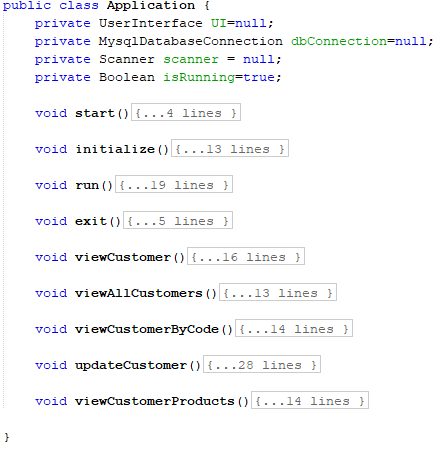 public class Application {
private UserInterface UI=null;
private MysqlDatabaseConnection dbConnection=null;
private Scanner scanner = null;
private Boolean isRunning=true;
void start() {...4 lines }
void initialize() {...13 lines }
void run() {...19 lines }
void exit() {...5 lines }
void viewCustomer() {...16 lines }
void viewAllCustomers() {...13 lines }
void viewCustomerByCode() {...14 lines }
void updateCustomer() {...28 lines }
void viewCustomerProducts() {...14 lines }
}